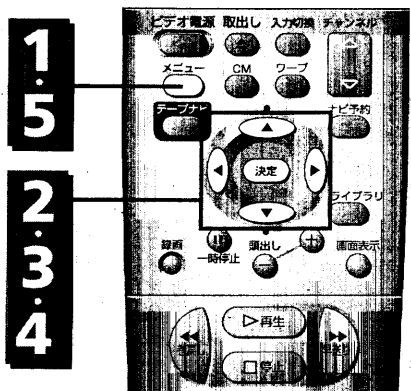 1・5
2・3・4
ビデオ電源 取出し 入力切換 チャンネル
メニュー CM ワープ
テープナビ ナビ予約
決定
ライブラリ
録画 一時停止 頭出し 画面表示
再生
停止